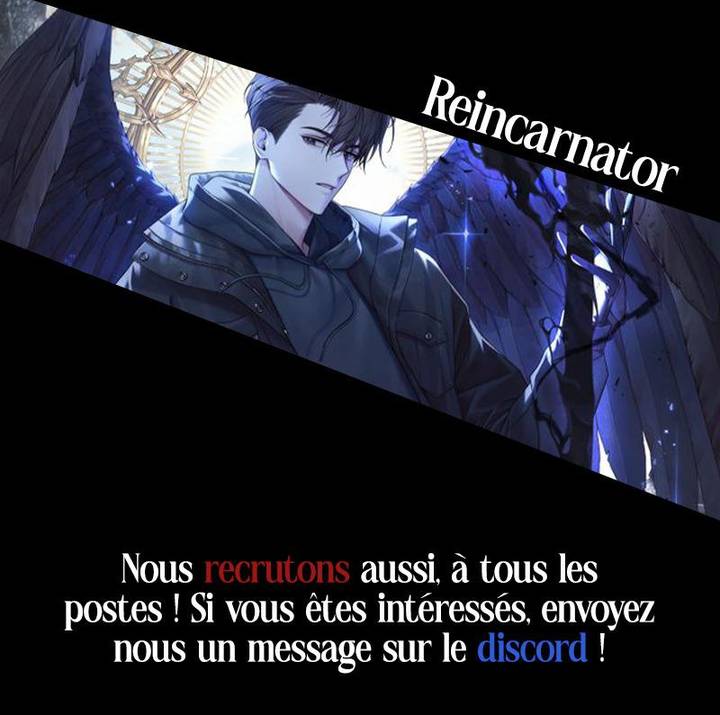 Reincarnator
Nous recrutons aussi, à tous les
postes ! Si vous êtes intéressés, envoyez
nous un message sur le discord !